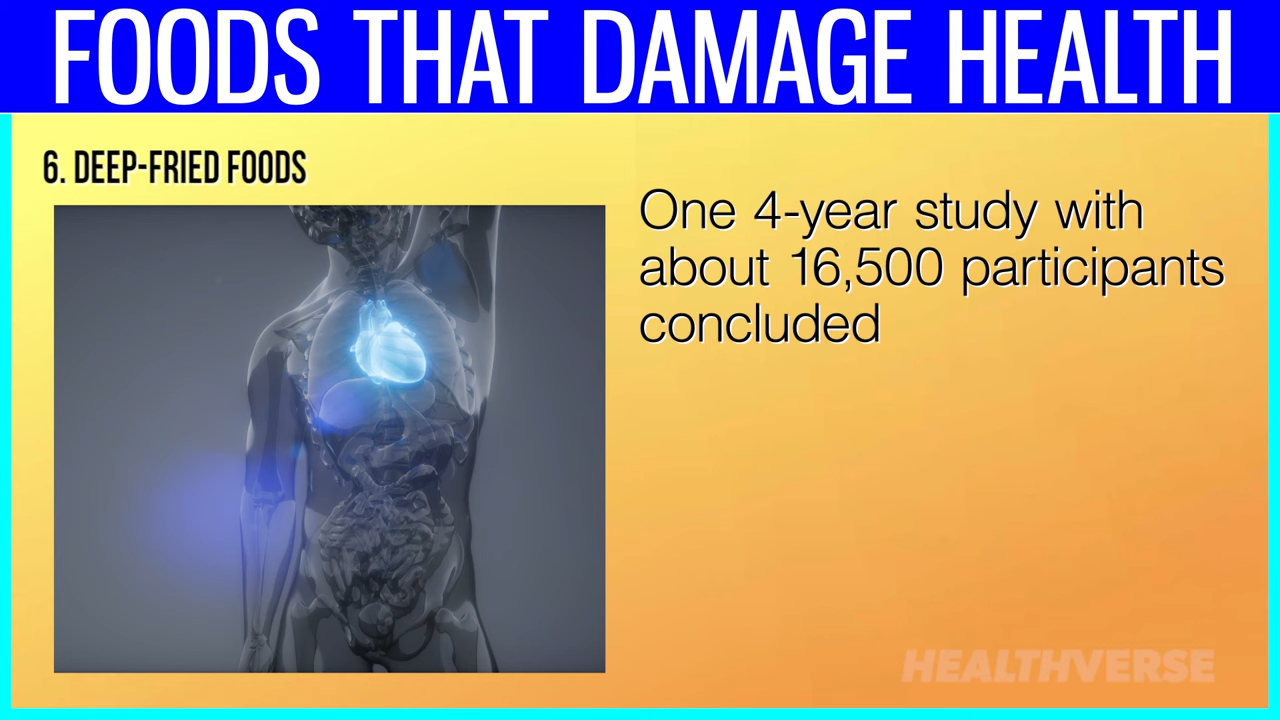 FOODS THAT DAMAGE HEALTH
6. DEEP-FRIED FOODS
One 4-year study with
about 16,500 participants
concluded
HEALTHVERSE